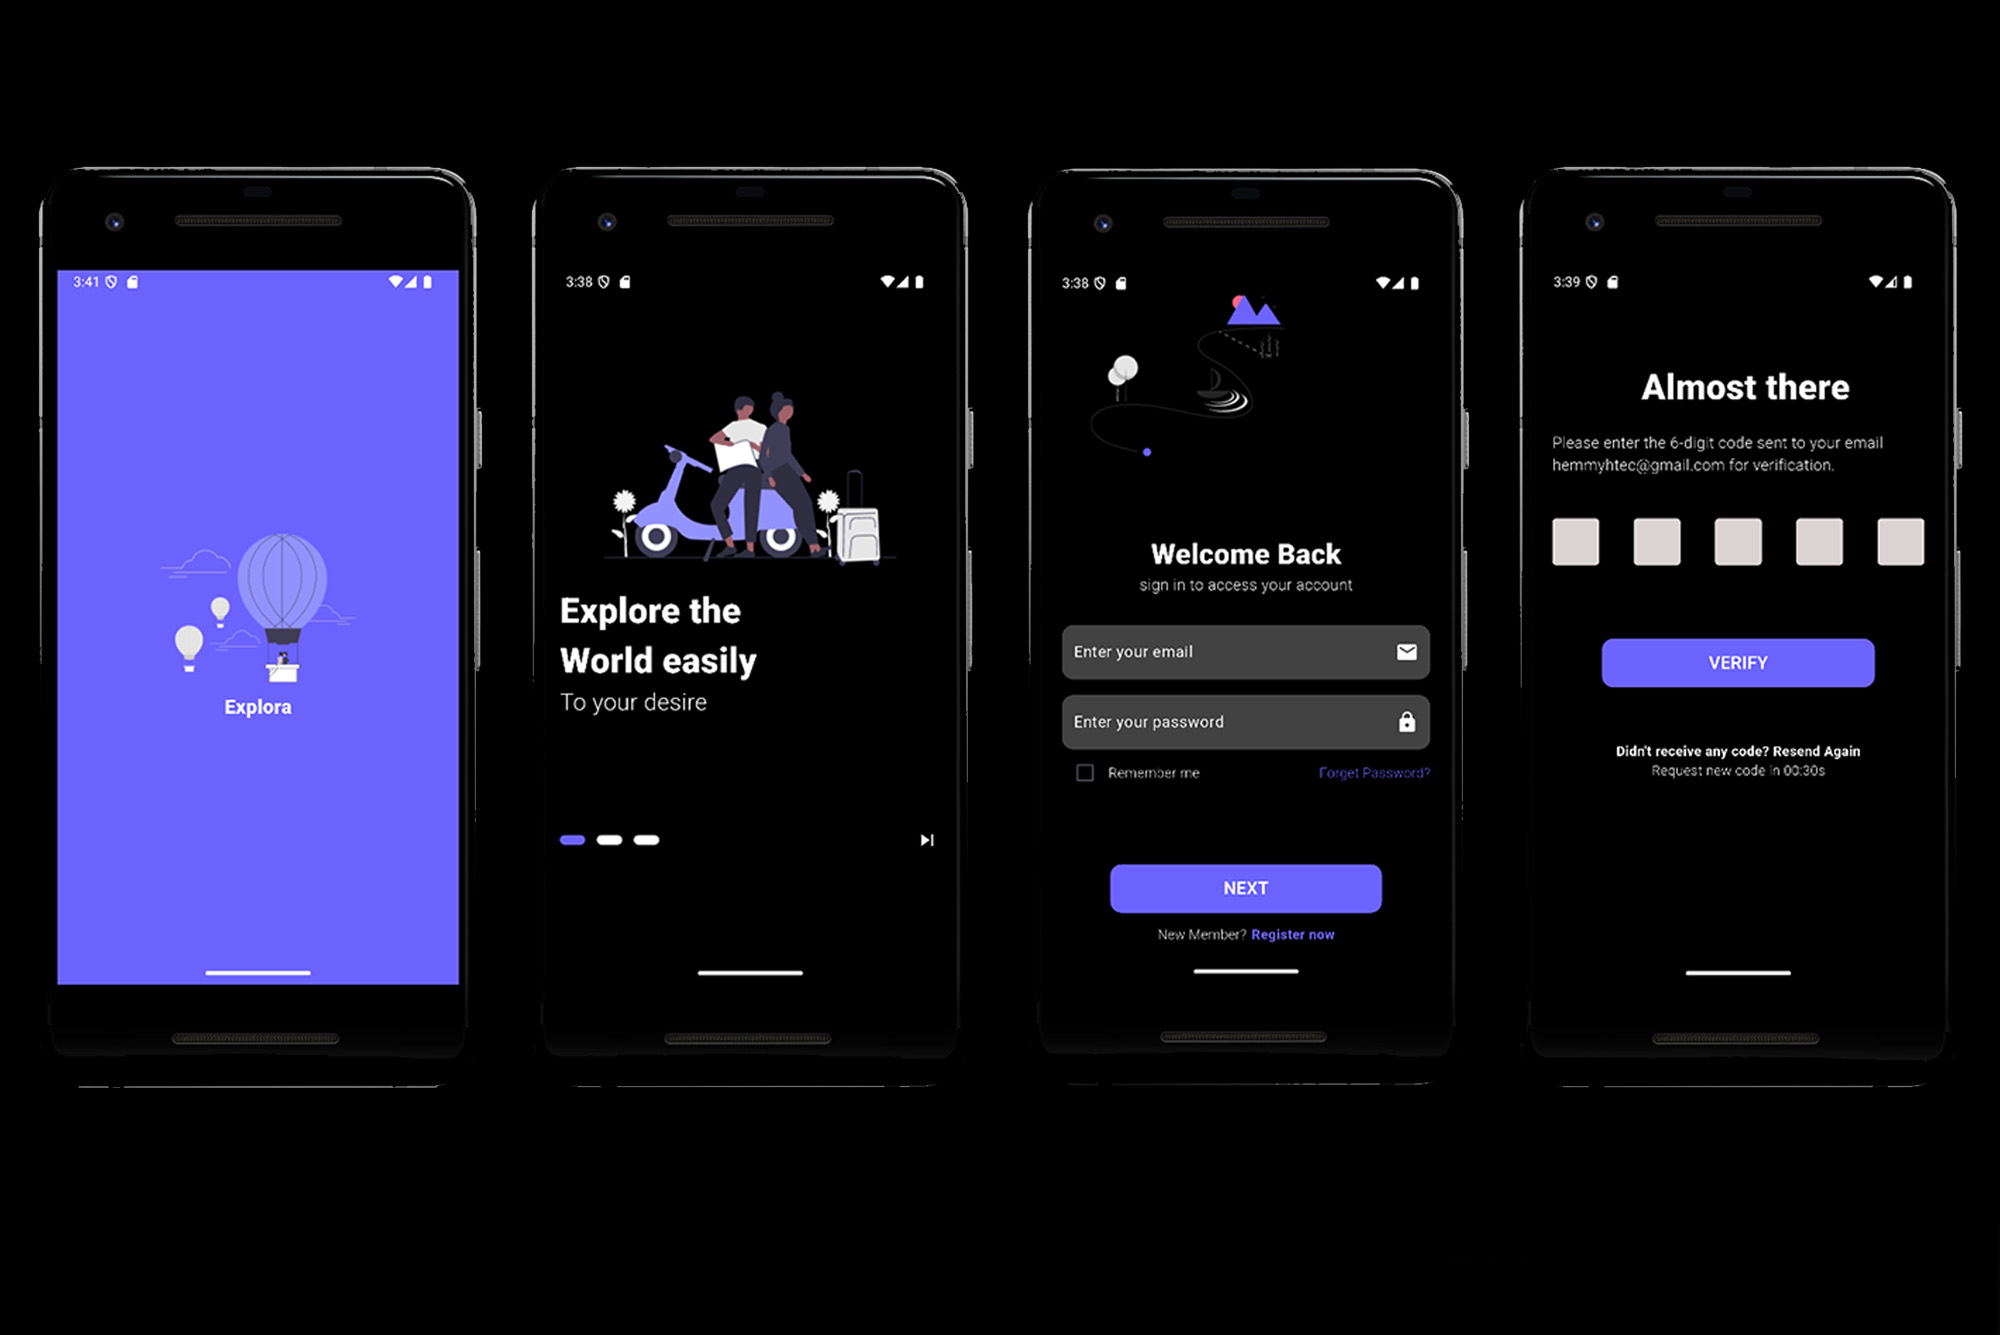 3:41
Explora
3:38
Explore the
World easily
To your desire
3:38
Welcome Back
sign in to access your account
Enter your email
Enter your password
Remember me
Forget Password?
NEXT
New Member? Register now
3:39
Almost there
Please enter the 6-digit code sent to your email
hemmyhtec@gmail.com for verification.
VERIFY
Didn't receive any code? Resend Again
Request new code in 00:30s